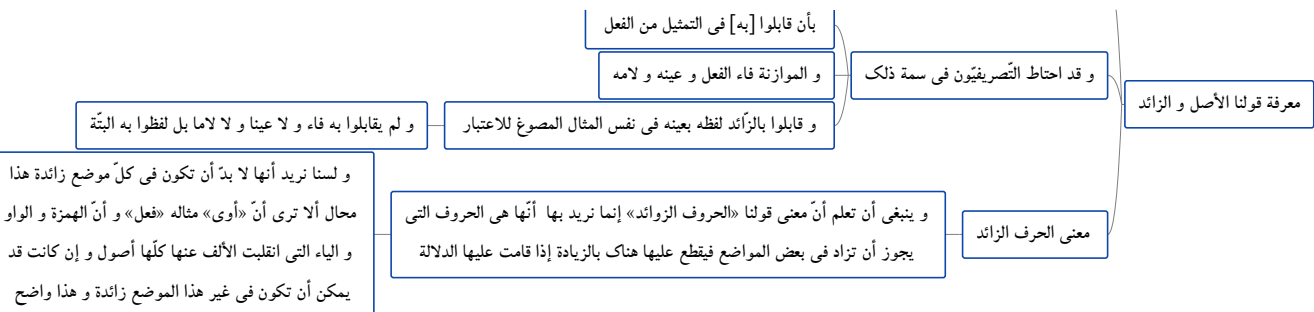 معرفة قولنا الأصل و الزائد
و قد احتاط التّصريفيّون فى سمة ذلک
بأن قابلوا [به] فى التمثيل من الفعل
و الموازنة فاء الفعل و عينه و لامه
و قابلوا بالزّائد لفظه بعينه فى نفس المثال المصوغ للاعتبار
و لم يقابلوا به فاء و لا عينا و لا لاما بل لفظوا به البتّة
معنى الحرف الزائد
و ينبغى أن تعلم أنّ معنى قولنا «الحروف الزوائد» إنما نريد بها أنّها هى الحروف التى
يجوز أن تزاد فى بعض المواضع فيقطع عليها هناک بالزيادة إذا قامت عليها الدلالة
و لسنا نريد أنها لا بدّ أن تكون فى كلّ موضع زائدة هذا
محال ألا ترى أنّ «أوى» مثاله «فعل» و أنّ الهمزة و الواو
و الياء التى انقلبت الألف عنها كلّها أصول و إن كانت قد
يمكن أن تكون فى غير هذا الموضع زائدة و هذا واضح